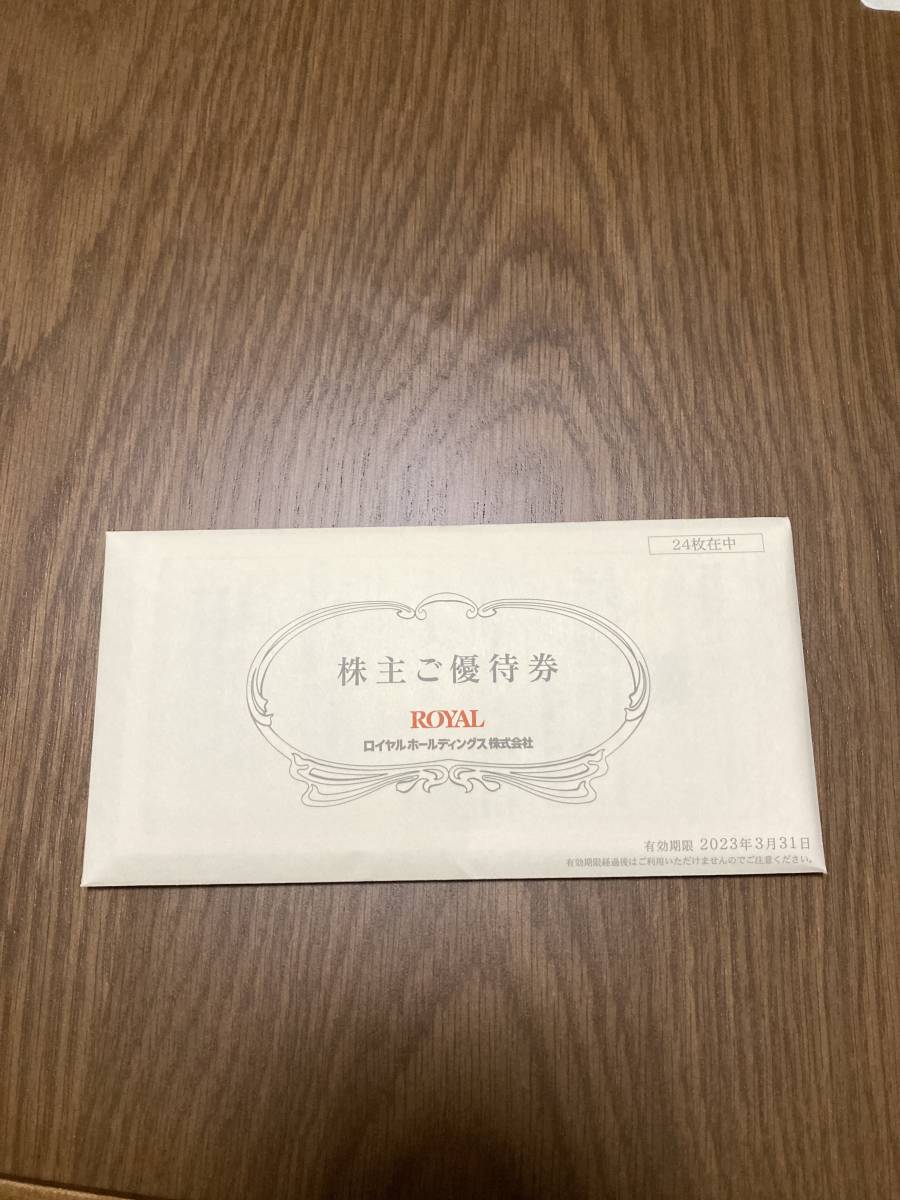 24枚在中
株主ご優待券
ROYAL
ロイヤルホールディングス株式会社
有効期限 2023年3月31日
有効期限経過後はご利用いただけませんのでご注意ください。